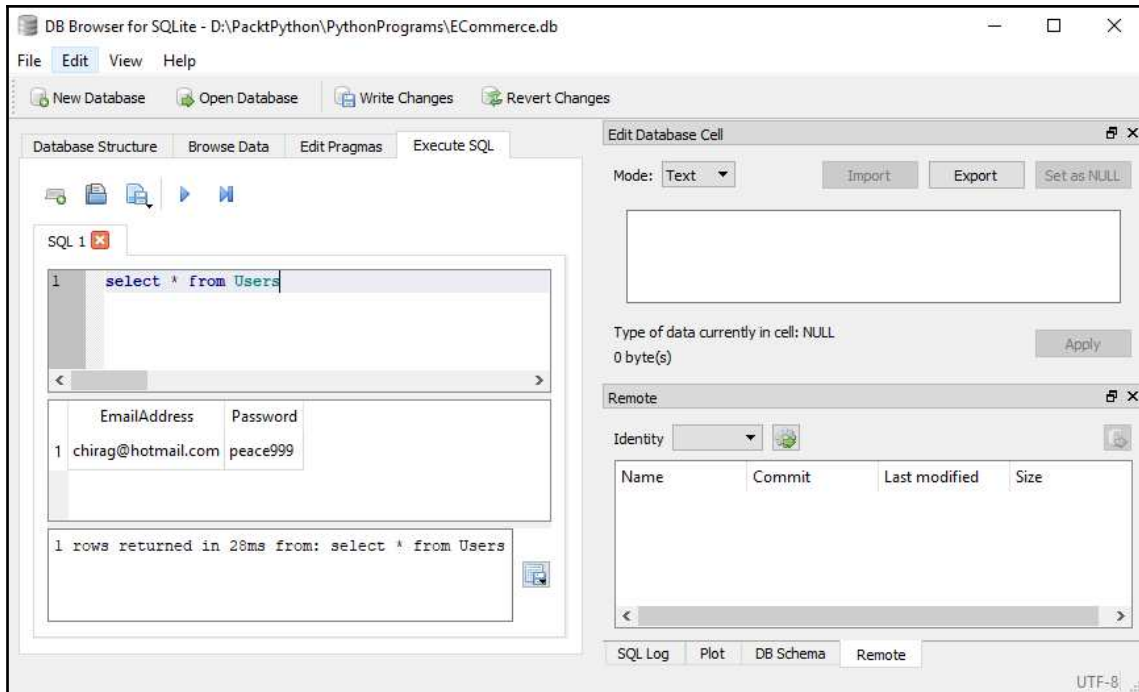 DB Browser for SQLite - D:\PacktPython\PythonPrograms\ECommerce.db
File Edit View Help
New Database Open Database Write Changes Revert Changes
Database Structure Browse Data Edit Pragmas Execute SQL
SQL 1
1 select * from Users
EmailAddress Password
1 chirag@hotmail.com peace999
1 rows returned in 28ms from: select * from Users
Edit Database Cell
Mode: Text Import Export Set as NULL
Type of data currently in cell: NULL
0 byte(s)
Apply
Remote
Identity
Name Commit Last modified Size
SQL Log Plot DB Schema Remote
UTF-8